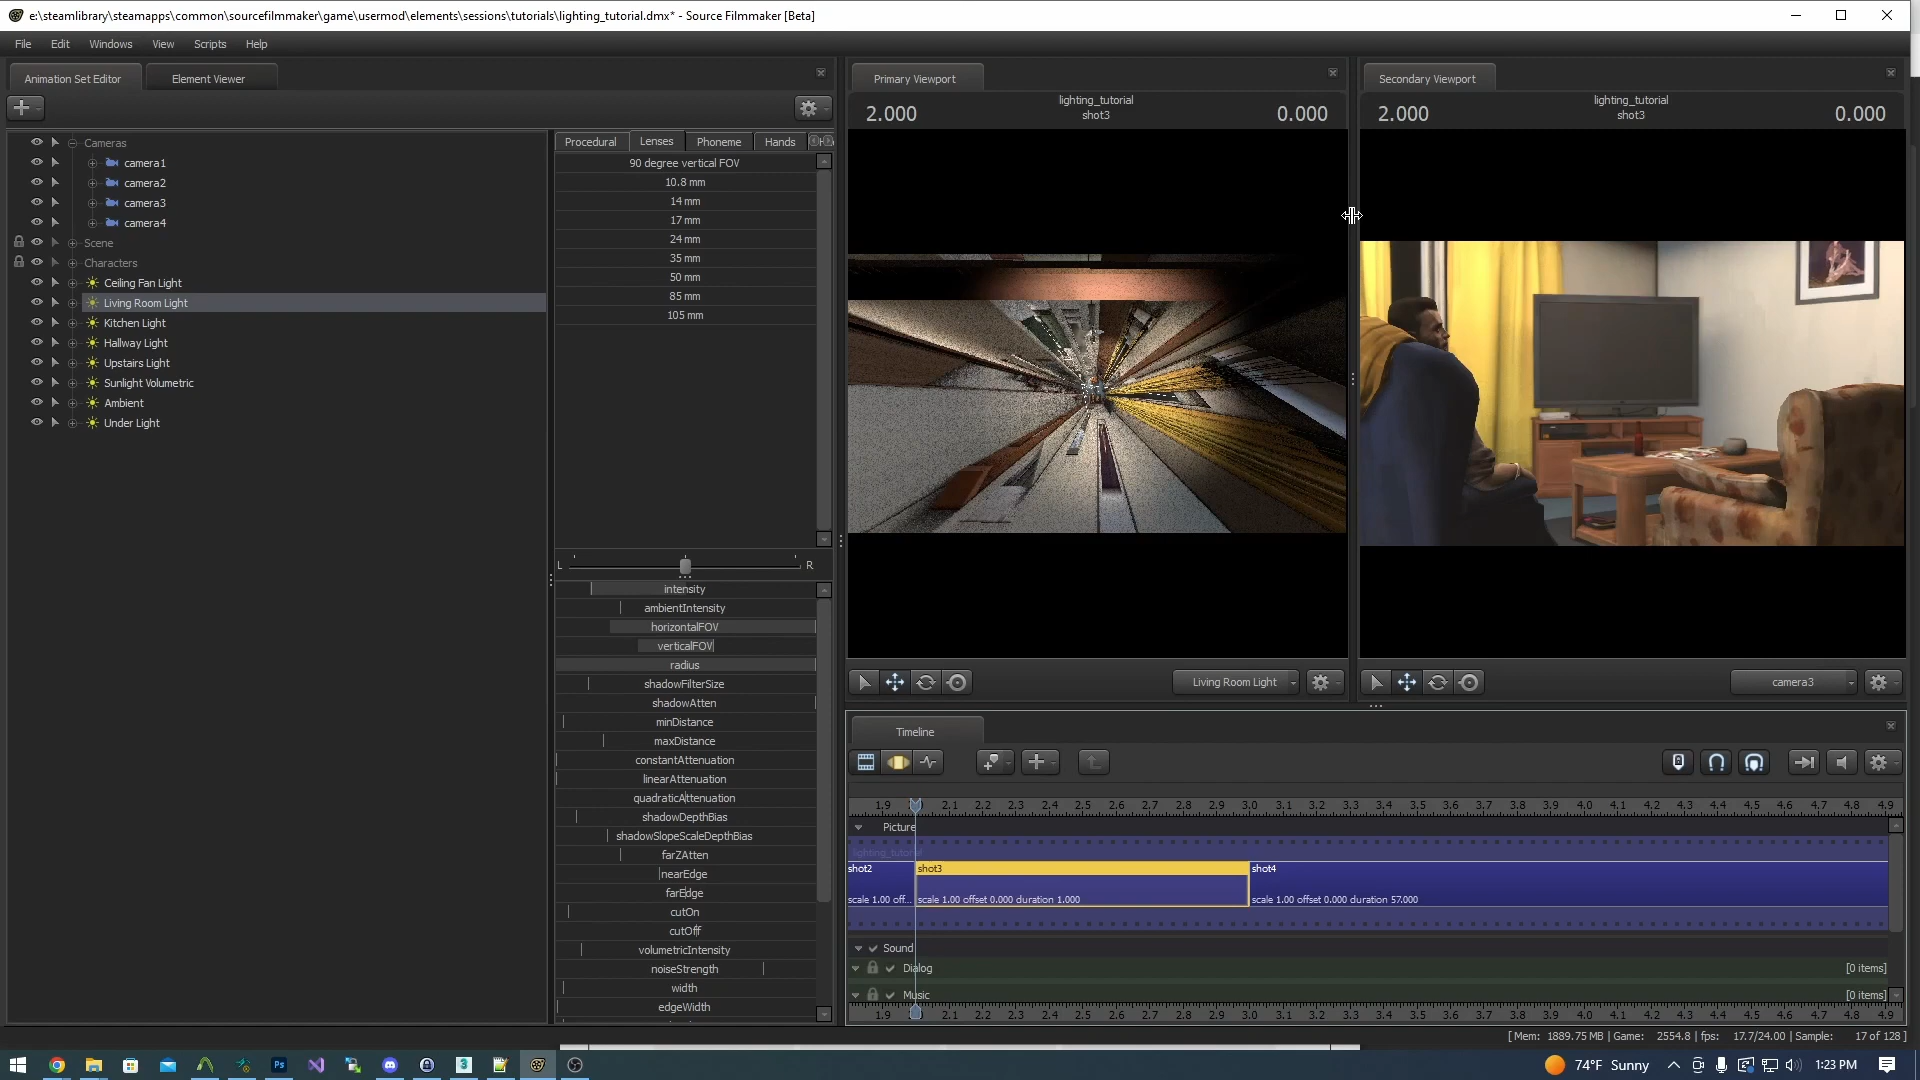 e:\steamlibrary\steamapps\common\sourcefilmmaker\game\usermod\elements\sessions\tutorials\lighting_tutorial.dmx* - Source Filmmaker [Beta]
File Edit Windows View Scripts Help
Animation Set Editor
Element Viewer
Cameras
camera1
camera2
camera3
camera4
Scene
Characters
Ceiling Fan Light
Living Room Light
Kitchen Light
Hallway Light
Upstairs Light
Sunlight Volumetric
Ambient
Under Light
Procedural Lenses Phoneme Hands
90 degree vertical FOV
10.8 mm
14 mm
17 mm
24 mm
35 mm
50 mm
85 mm
105 mm
L R
intensity
ambientIntensity
horizontalFOV
verticalFOV
radius
shadowFilterSize
shadowAtten
minDistance
maxDistance
constantAttenuation
linearAttenuation
quadraticAttenuation
shadowDepthBias
shadowSlopeScaleDepthBias
farZAtten
nearEdge
farEdge
cutOn
cutOff
volumetricIntensity
noiseStrength
width
edgeWidth
Primary Viewport
2.000
lighting_tutorial
shot3
0.000
Living Room Light
Secondary Viewport
2.000
lighting_tutorial
shot3
0.000
camera3
Timeline
1.9 2.1 2.2 2.3 2.4 2.5 2.6 2.7 2.8 2.9 3.0 3.1 3.2 3.3 3.4 3.5 3.6 3.7 3.8 3.9 4.0 4.1 4.2 4.3 4.4 4.5 4.6 4.7 4.8 4.9
Picture
lighting_tutorial
shot2 shot3 shot4
scale 1.00 off... scale 1.00 offset 0.000 duration 1.000 scale 1.00 offset 0.000 duration 57.000
Sound
Dialog [0 items]
Music [0 items]
1.9 2.1 2.2 2.3 2.4 2.5 2.6 2.7 2.8 2.9 3.0 3.1 3.2 3.3 3.4 3.5 3.6 3.7 3.8 3.9 4.0 4.1 4.2 4.3 4.4 4.5 4.6 4.7 4.8 4.9
[ Mem: 1889.75 MB | Game: 2554.8 | fps: 17.7/24.00 | Sample: 17 of 128 ]
74°F Sunny 1:23 PM